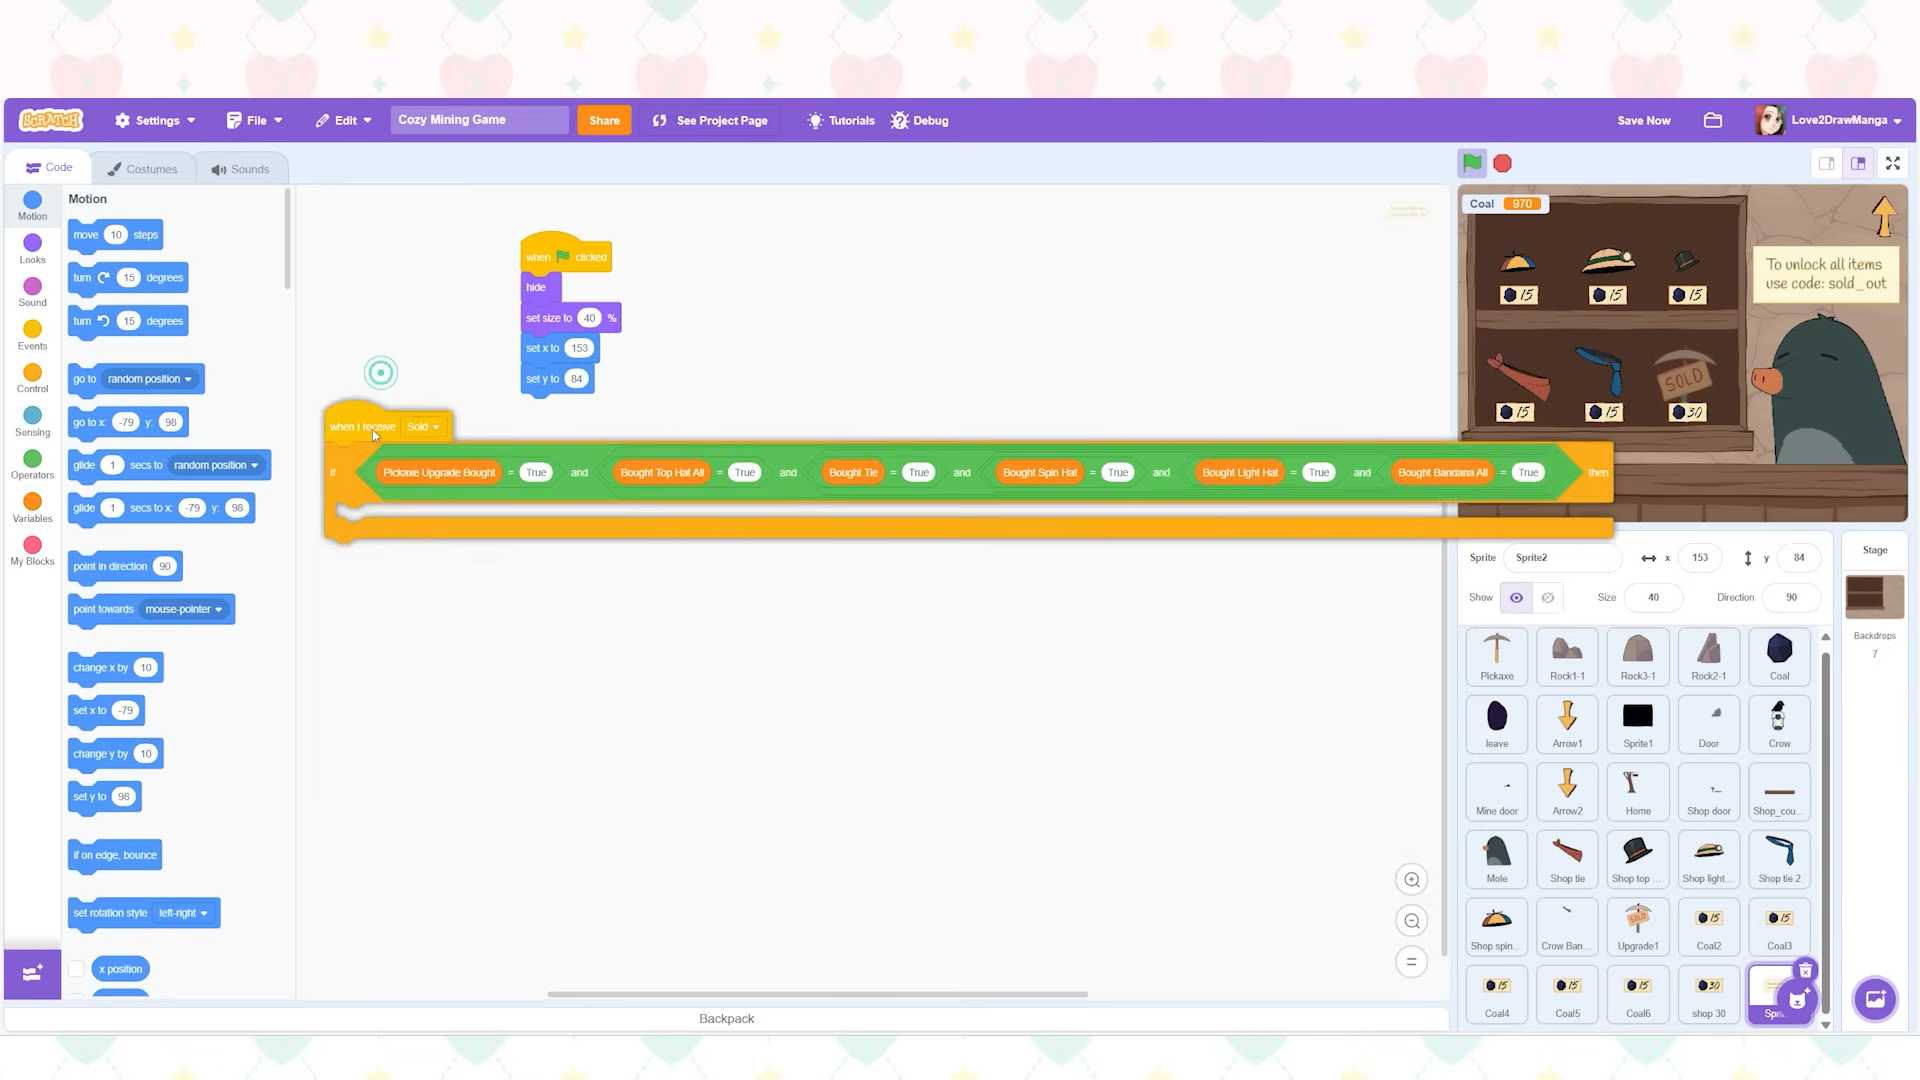 SCRATCH
Settings
File
Edit
Cozy Mining Game
Share
See Project Page
Tutorials
Debug
Save Now
Love2DrawManga
Code
Costumes
Sounds
Motion
Looks
Sound
Events
Control
Sensing
Operators
Variables
My Blocks
Motion
move 10 steps
turn 15 degrees
turn 15 degrees
go to random position
go to x: -79 y: 98
glide 1 secs to random position
glide 1 secs to x: -79 y: 98
point in direction 90
point towards mouse-pointer
change x by 10
set x to -79
change y by 10
set y to 98
if on edge, bounce
set rotation style left-right
x position
when clicked
hide
set size to 40 %
set x to 153
set y to 84
when I receive Sold
if Pickaxe Upgrade Bought = True and Bought Top Hat All = True and Bought Tie = True and Bought Spin Hat = True and Bought Light Hat = True and Bought Bandana All = True then
Backpack
Coal 970
15 15 15
To unlock all items
use code: sold_out
SOLD
15 15 30
Sprite Sprite2 x 153 y 84
Show Size 40 Direction 90
Stage
Backdrops
7
Pickaxe Rock1-1 Rock3-1 Rock2-1 Coal
leave Arrow1 Sprite1 Door Crow
Mine door Arrow2 Home Shop door Shop_cou...
Mole Shop tie Shop top ... Shop light... Shop tie 2
SOLD 15 15
Shop spin... Crow Ban... Upgrade1 Coal2 Coal3
15 15 15 30
Coal4 Coal5 Coal6 shop 30